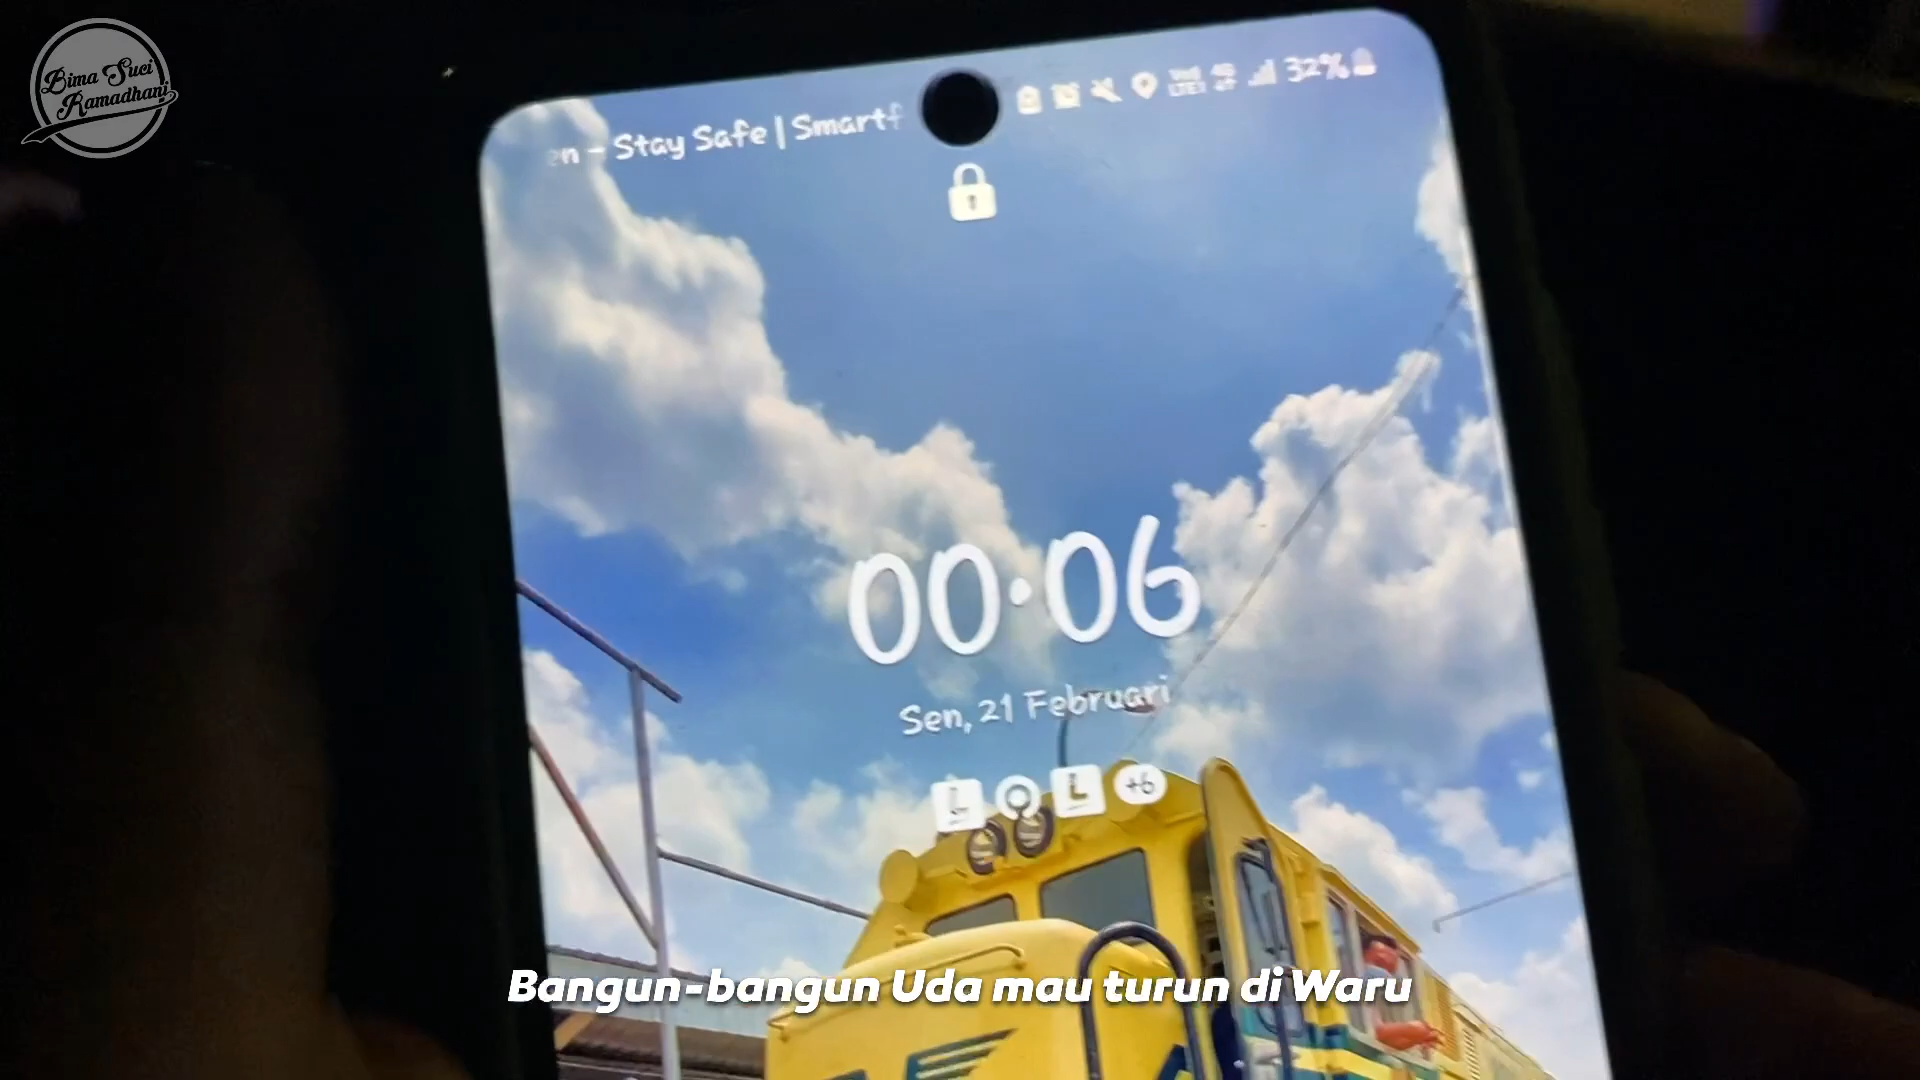 Bima Suci
Ramadhani
en - Stay Safe | Smartf
32%
00:06
Sen, 21 Februari
+6
Bangun-bangun Uda mau turun di Waru